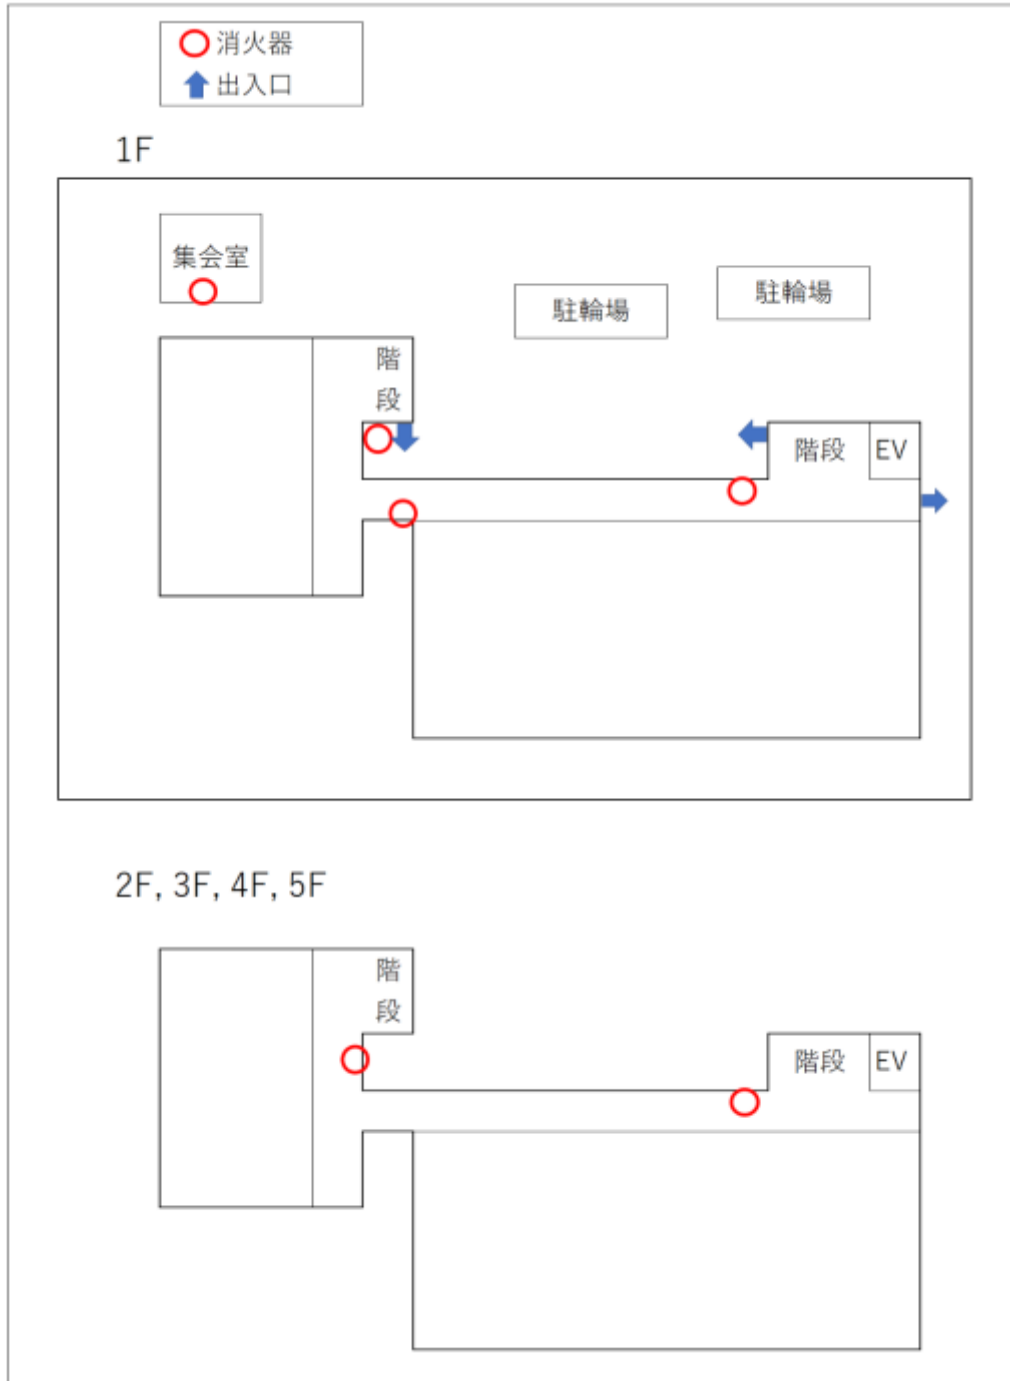 消火器
出入口
1F
集会室
駐輪場
駐輪場
階
段
階段
EV
2F, 3F, 4F, 5F
階
段
階段
EV